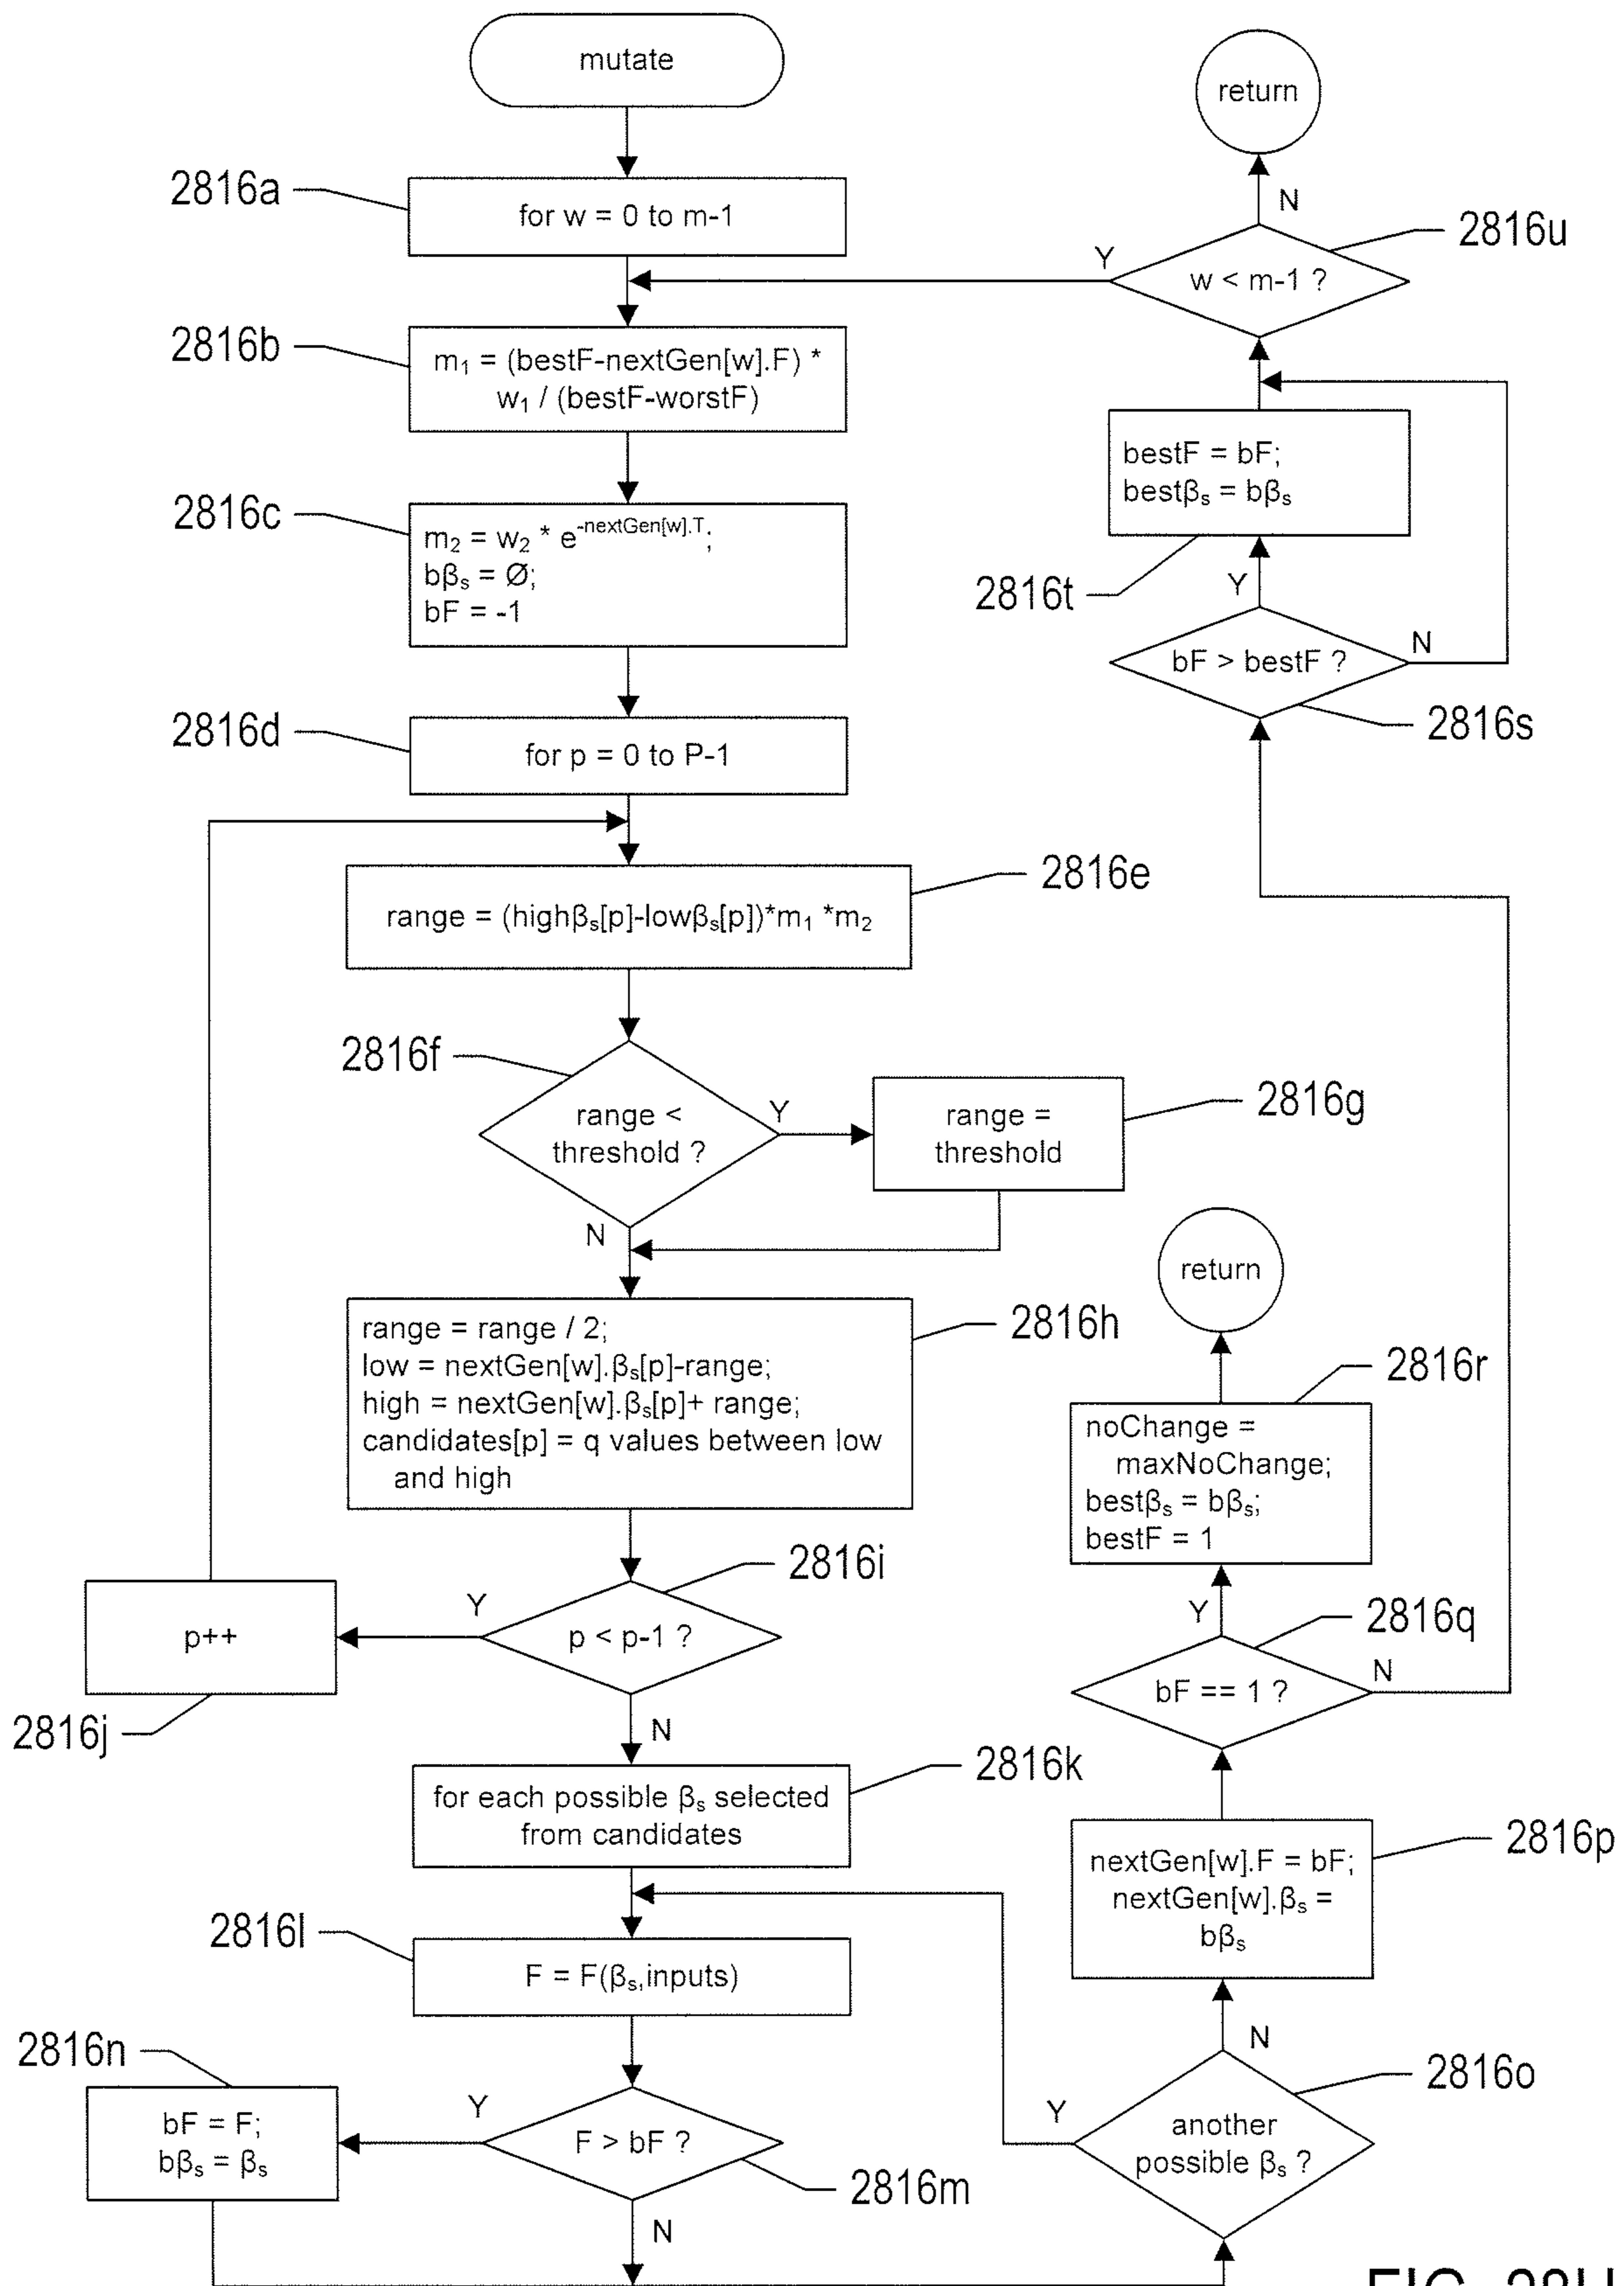 mutate
2816a
for w = 0 to m-1
2816b
m₁ = (bestF-nextGen[w].F) *
w₁ / (bestF-worstF)
2816c
m₂ = w₂ * e^-nextGen[w].T;
bβₛ = Ø;
bF = -1
2816d
for p = 0 to P-1
2816e
range = (highβₛ[p]-lowβₛ[p])*m₁ *m₂
2816f
range <
threshold ?
Y
2816g
range =
threshold
N
2816h
range = range / 2;
low = nextGen[w].βₛ[p]-range;
high = nextGen[w].βₛ[p]+ range;
candidates[p] = q values between low
and high
2816i
p < p-1 ?
Y
p++
2816j
N
2816k
for each possible βₛ selected
from candidates
2816l
F = F(βₛ,inputs)
2816m
F > bF ?
Y
2816n
bF = F;
bβₛ = βₛ
N
2816o
another
possible βₛ ?
Y
N
2816p
nextGen[w].F = bF;
nextGen[w].βₛ =
bβₛ
2816q
bF == 1 ?
Y
N
2816r
noChange =
maxNoChange;
bestβₛ = bβₛ;
bestF = 1
return
2816s
bF > bestF ?
Y
N
2816t
bestF = bF;
bestβₛ = bβₛ
2816u
w < m-1 ?
Y
N
return
FIG. 28H